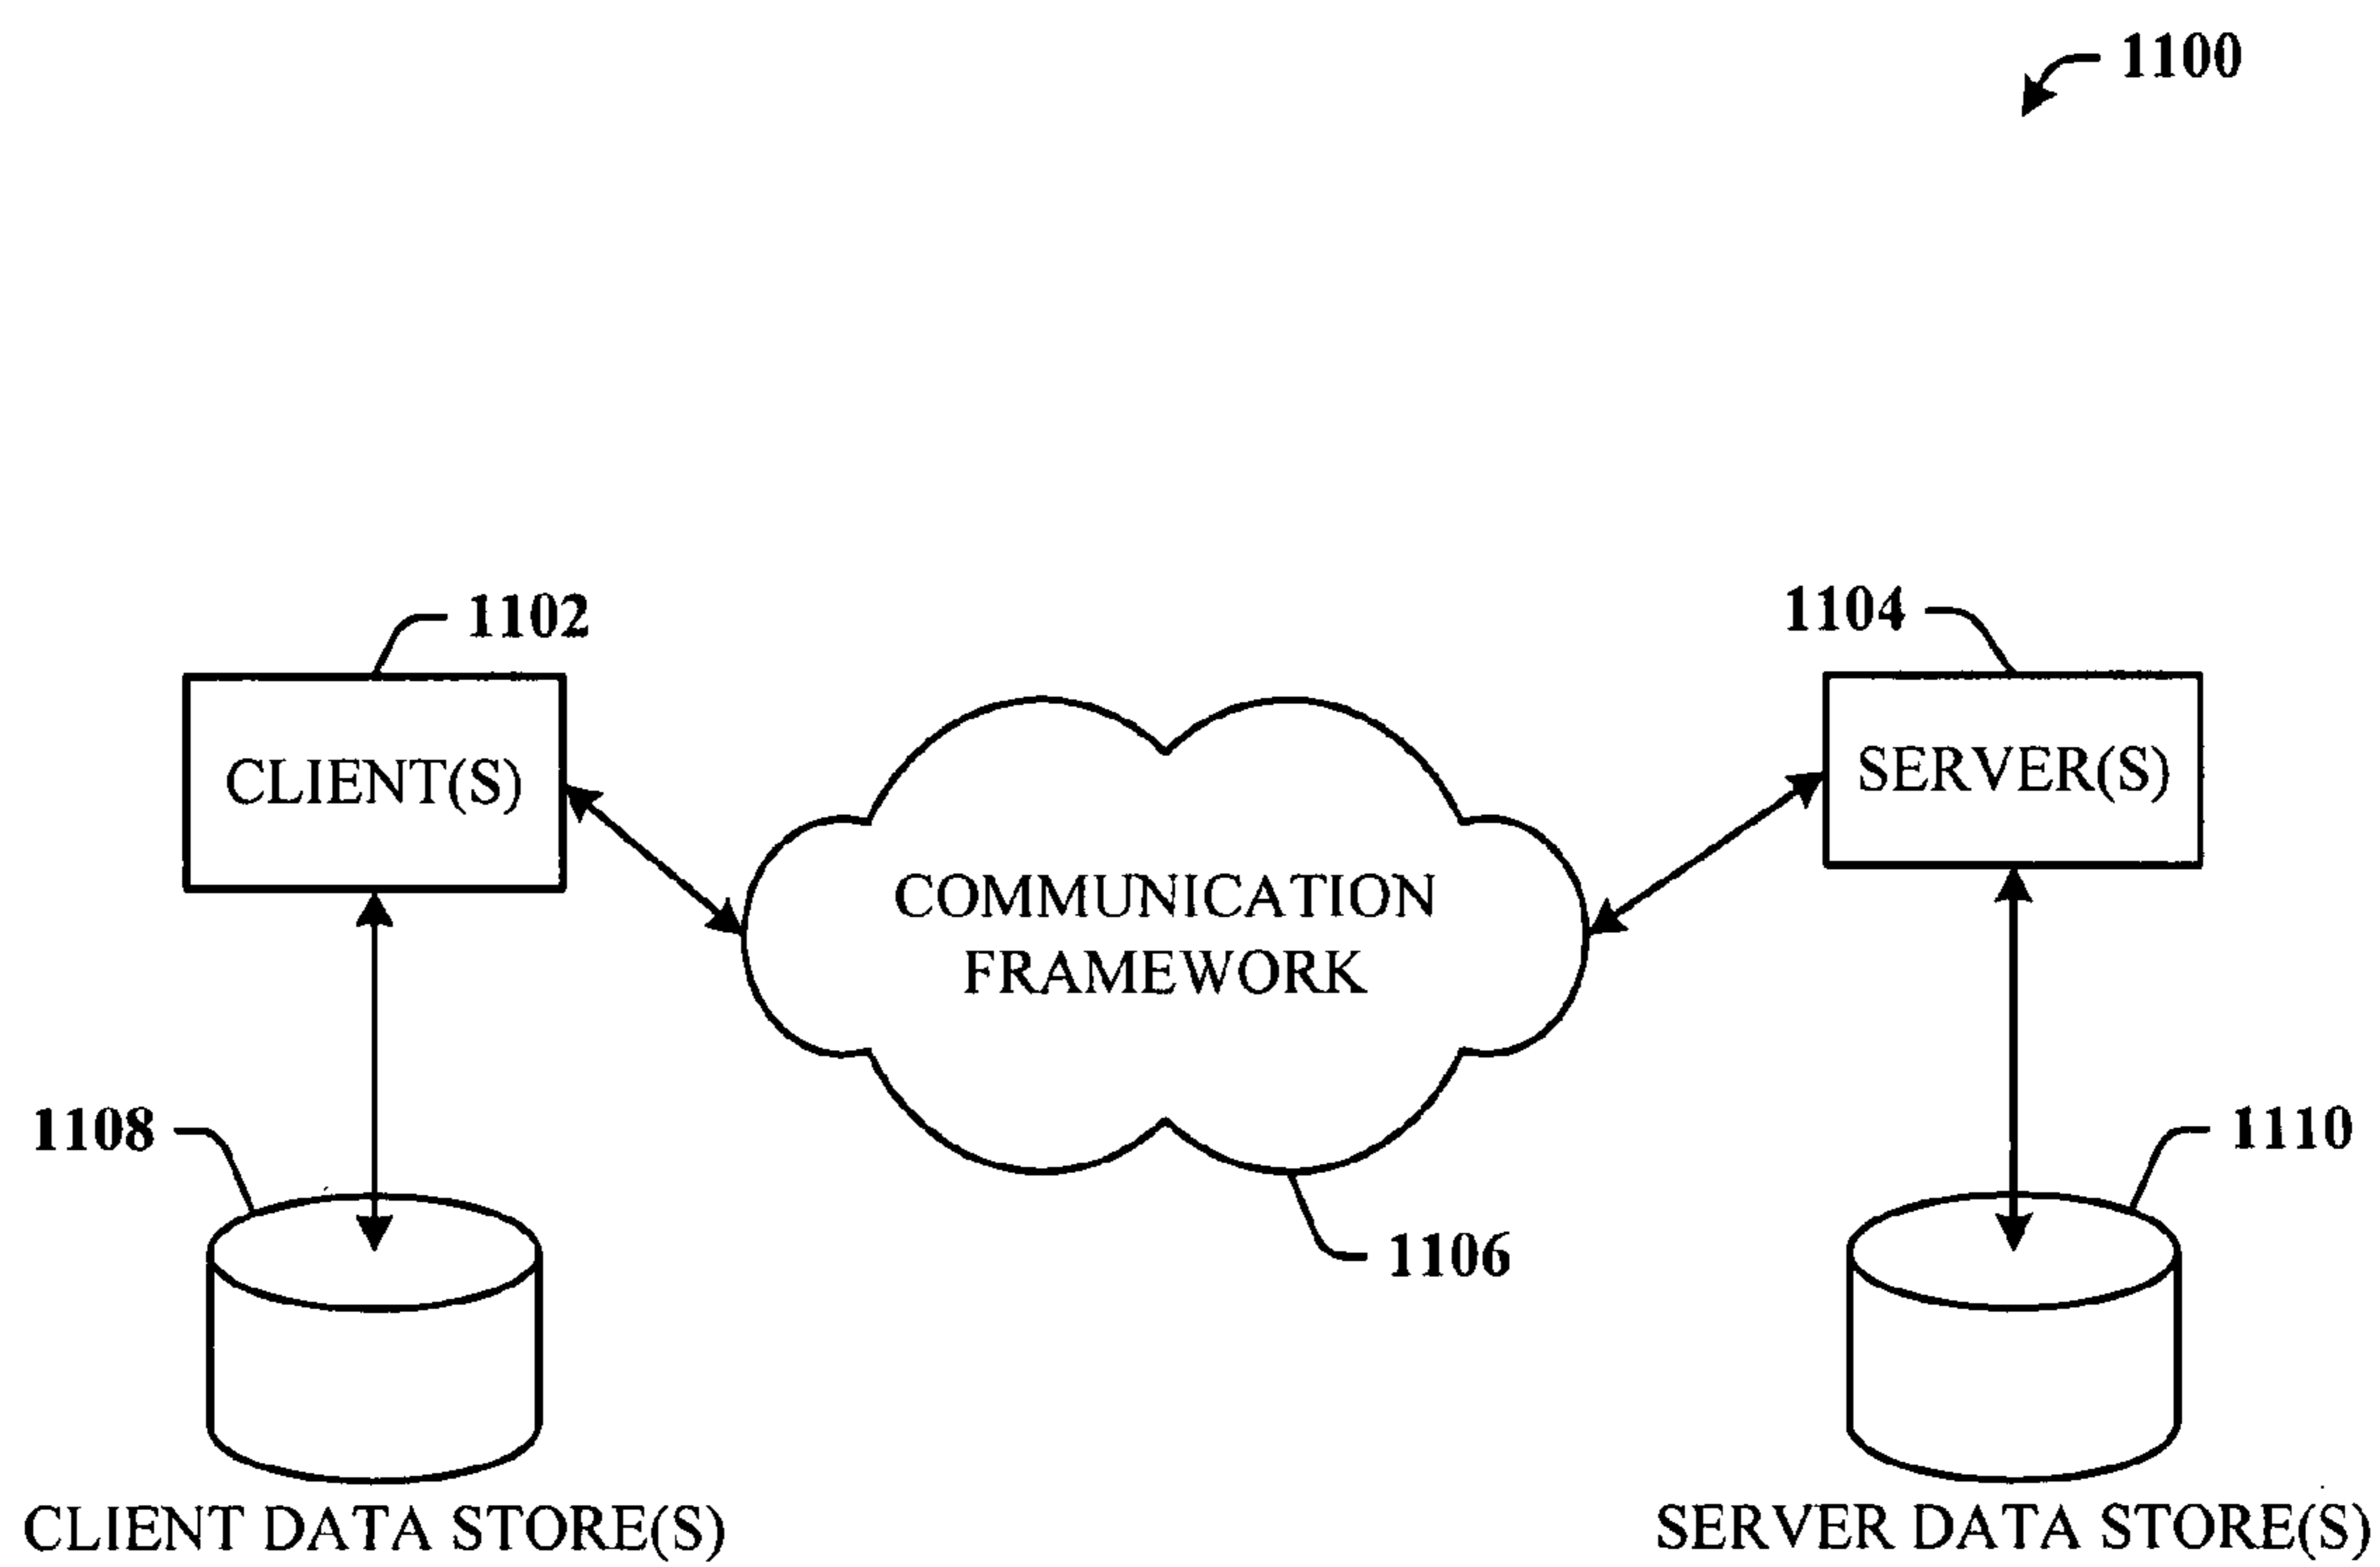 1100
1102
1104
CLIENT(S)
SERVER(S)
COMMUNICATION
FRAMEWORK
1108
1110
1106
CLIENT DATA STORE(S)
SERVER DATA STORE(S)